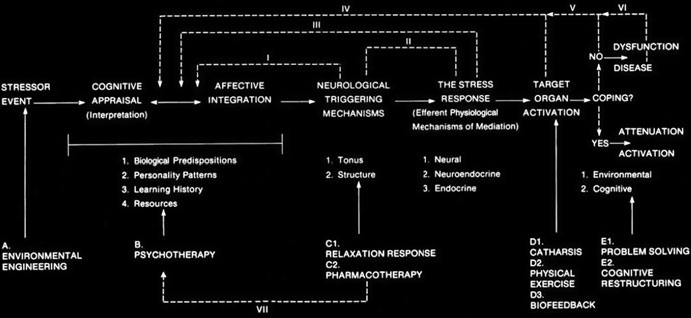 IV
V
VI
III
II
I
NO
DYSFUNCTION
DISEASE
STRESSOR
EVENT
COGNITIVE
APPRAISAL
(Interpretation)
AFFECTIVE
INTEGRATION
NEUROLOGICAL
TRIGGERING
MECHANISMS
THE STRESS
RESPONSE
(Efferent Physiological
Mechanisms of Mediation)
TARGET
ORGAN
ACTIVATION
COPING?
YES
ATTENUATION
ACTIVATION
1. Biological Predispositions
2. Personality Patterns
3. Learning History
4. Resources
1. Tonus
2. Structure
1. Neural
2. Neuroendocrine
3. Endocrine
1. Environmental
2. Cognitive
A.
ENVIRONMENTAL
ENGINEERING
B.
PSYCHOTHERAPY
C1.
RELAXATION RESPONSE
C2.
PHARMACOTHERAPY
D1.
CATHARSIS
D2.
PHYSICAL
EXERCISE
D3.
BIOFEEDBACK
E1.
PROBLEM SOLVING
E2.
COGNITIVE
RESTRUCTURING
VII